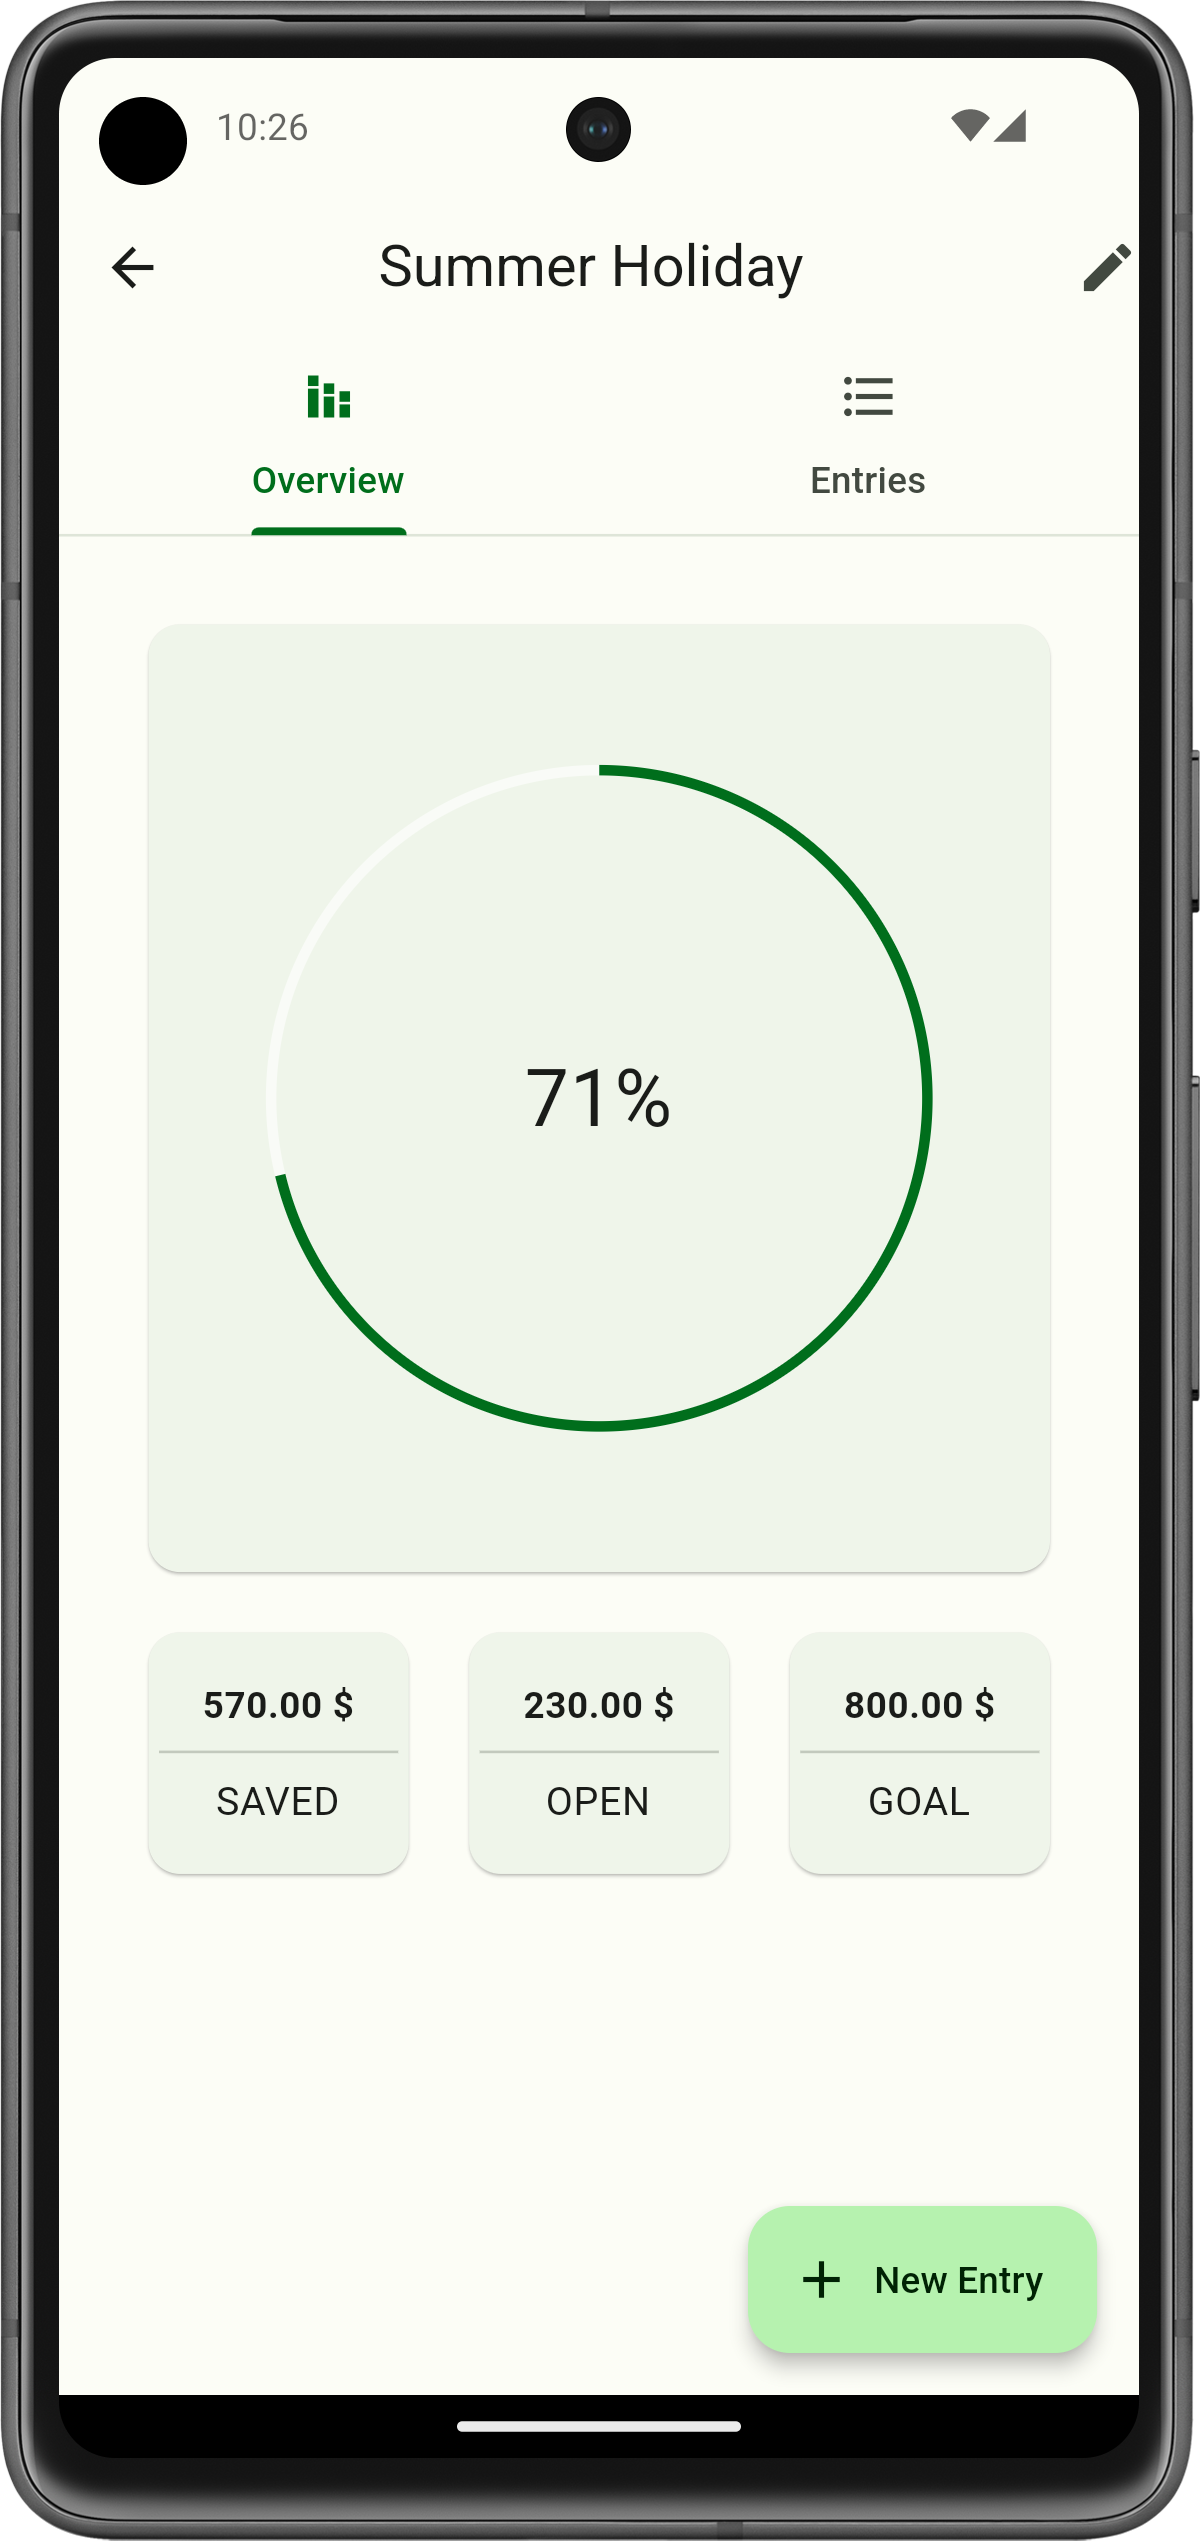 10:26
Summer Holiday
Overview Entries
71%
570.00 $ 230.00 $ 800.00 $
SAVED OPEN GOAL
New Entry